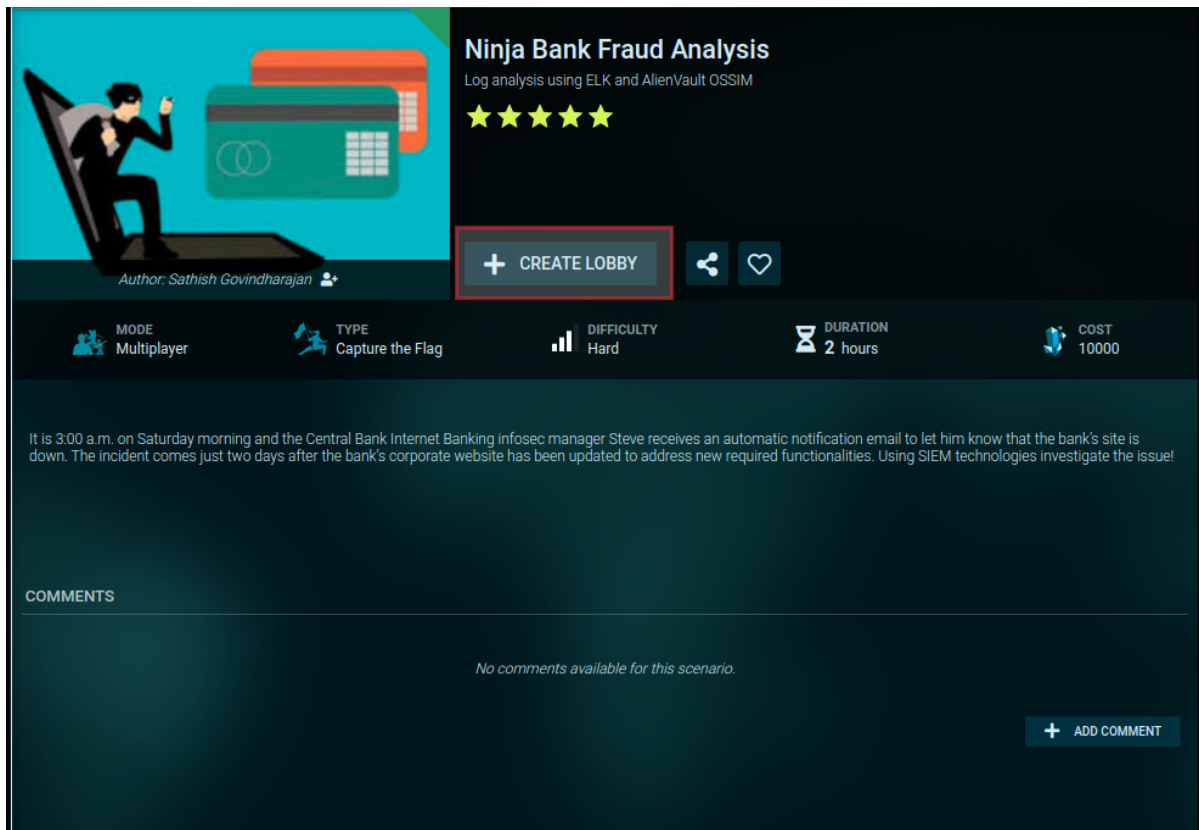 Ninja Bank Fraud Analysis
Log analysis using ELK and AlienVault OSSIM
CREATE LOBBY
Author: Sathish Govindharajan
MODE
Multiplayer
TYPE
Capture the Flag
DIFFICULTY
Hard
DURATION
2 hours
COST
10000
It is 3:00 a.m. on Saturday morning and the Central Bank Internet Banking infosec manager Steve receives an automatic notification email to let him know that the bank's site is
down. The incident comes just two days after the bank's corporate website has been updated to address new required functionalities. Using SIEM technologies investigate the issue!
COMMENTS
No comments available for this scenario.
ADD COMMENT